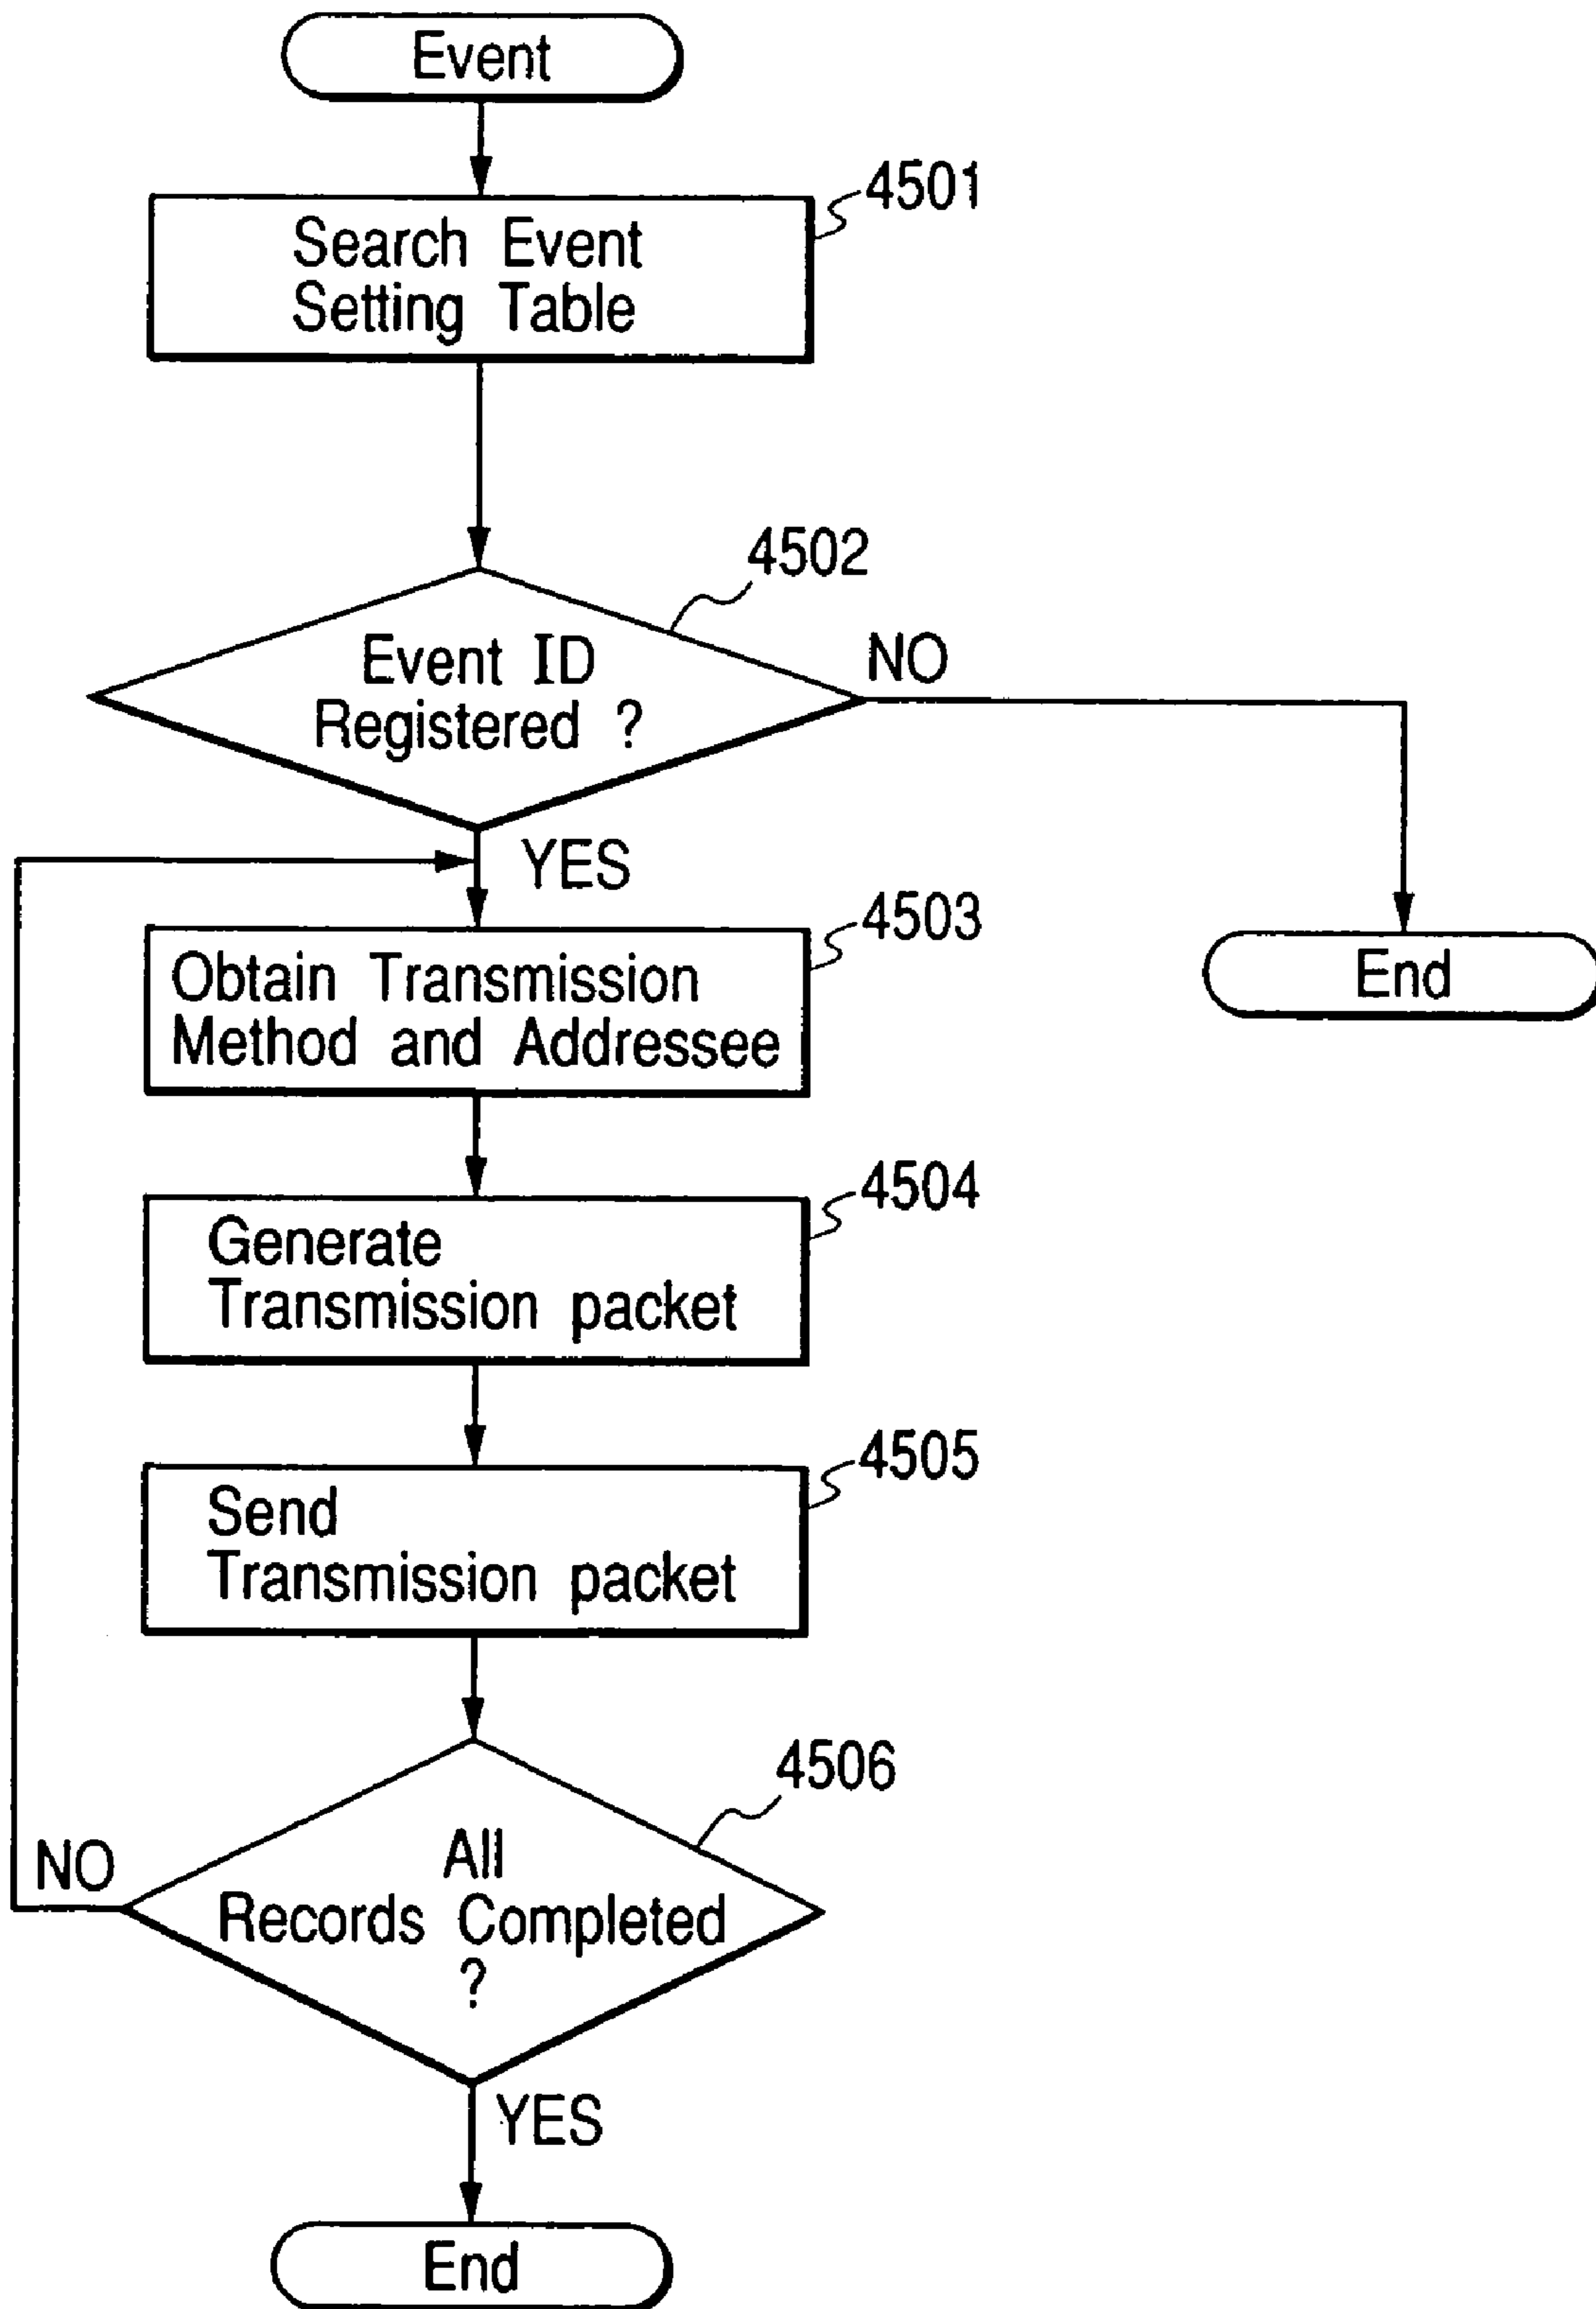 Event
4501
Search Event
Setting Table
4502
Event ID
Registered ?
NO
YES
4503
Obtain Transmission
Method and Addressee
End
4504
Generate
Transmission packet
4505
Send
Transmission packet
4506
All
Records Completed
?
NO
YES
End